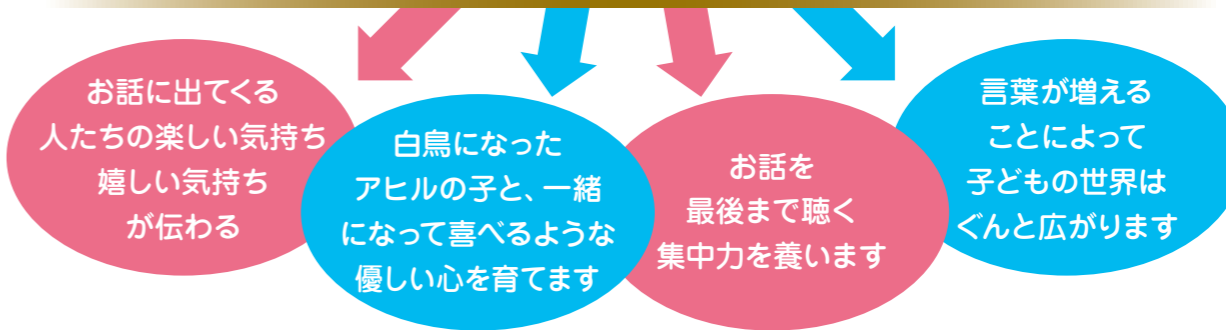 お話に出てくる
人たちの楽しい気持ち
嬉しい気持ち
が伝わる
白鳥になった
アヒルの子と、一緒
になって喜べるような
優しい心を育てます
お話を
最後まで聴く
集中力を養います
言葉が増える
ことによって
子どもの世界は
ぐんと広がります